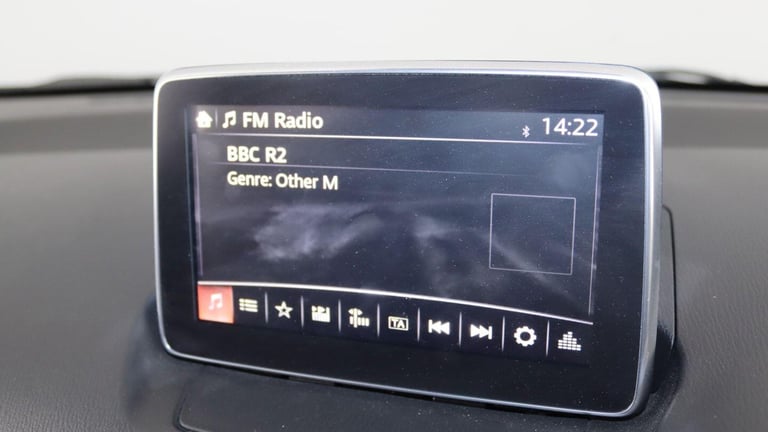 FM Radio 14:22
BBC R2
Genre: Other M
TA